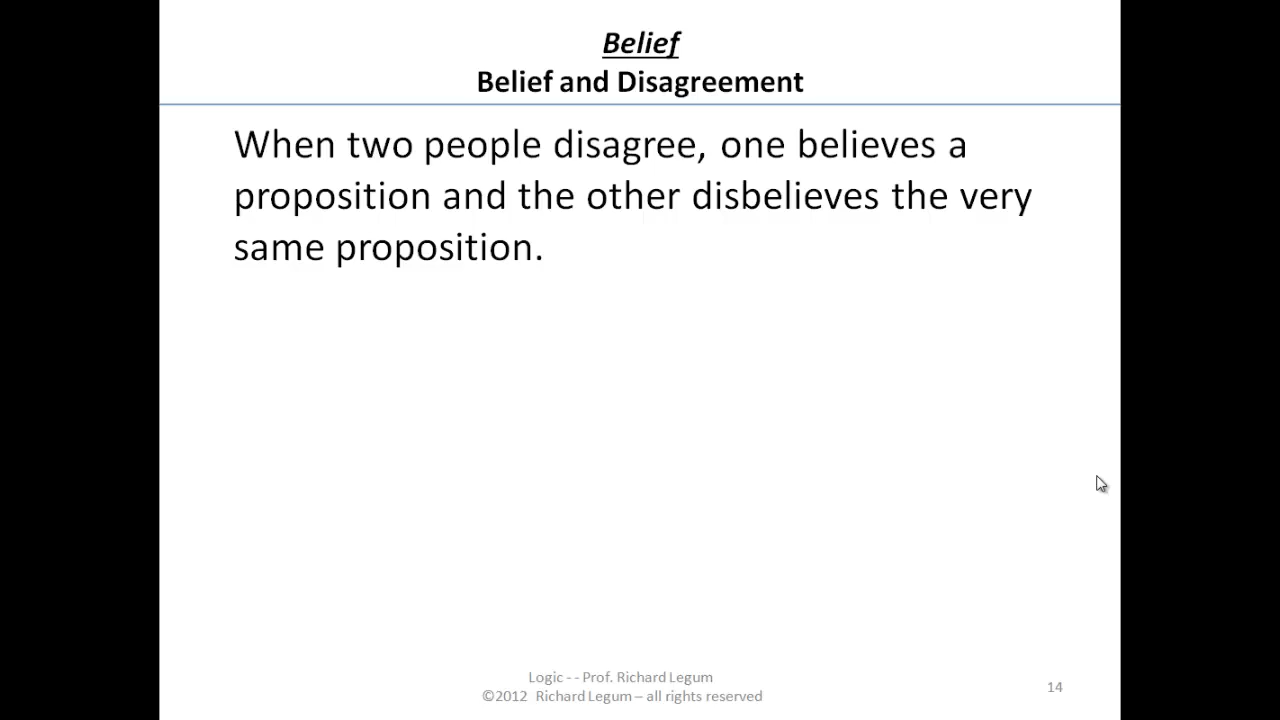 Belief
Belief and Disagreement
When two people disagree, one believes a
proposition and the other disbelieves the very
same proposition.
Logic - - Prof. Richard Legum
©2012 Richard Legum – all rights reserved
14